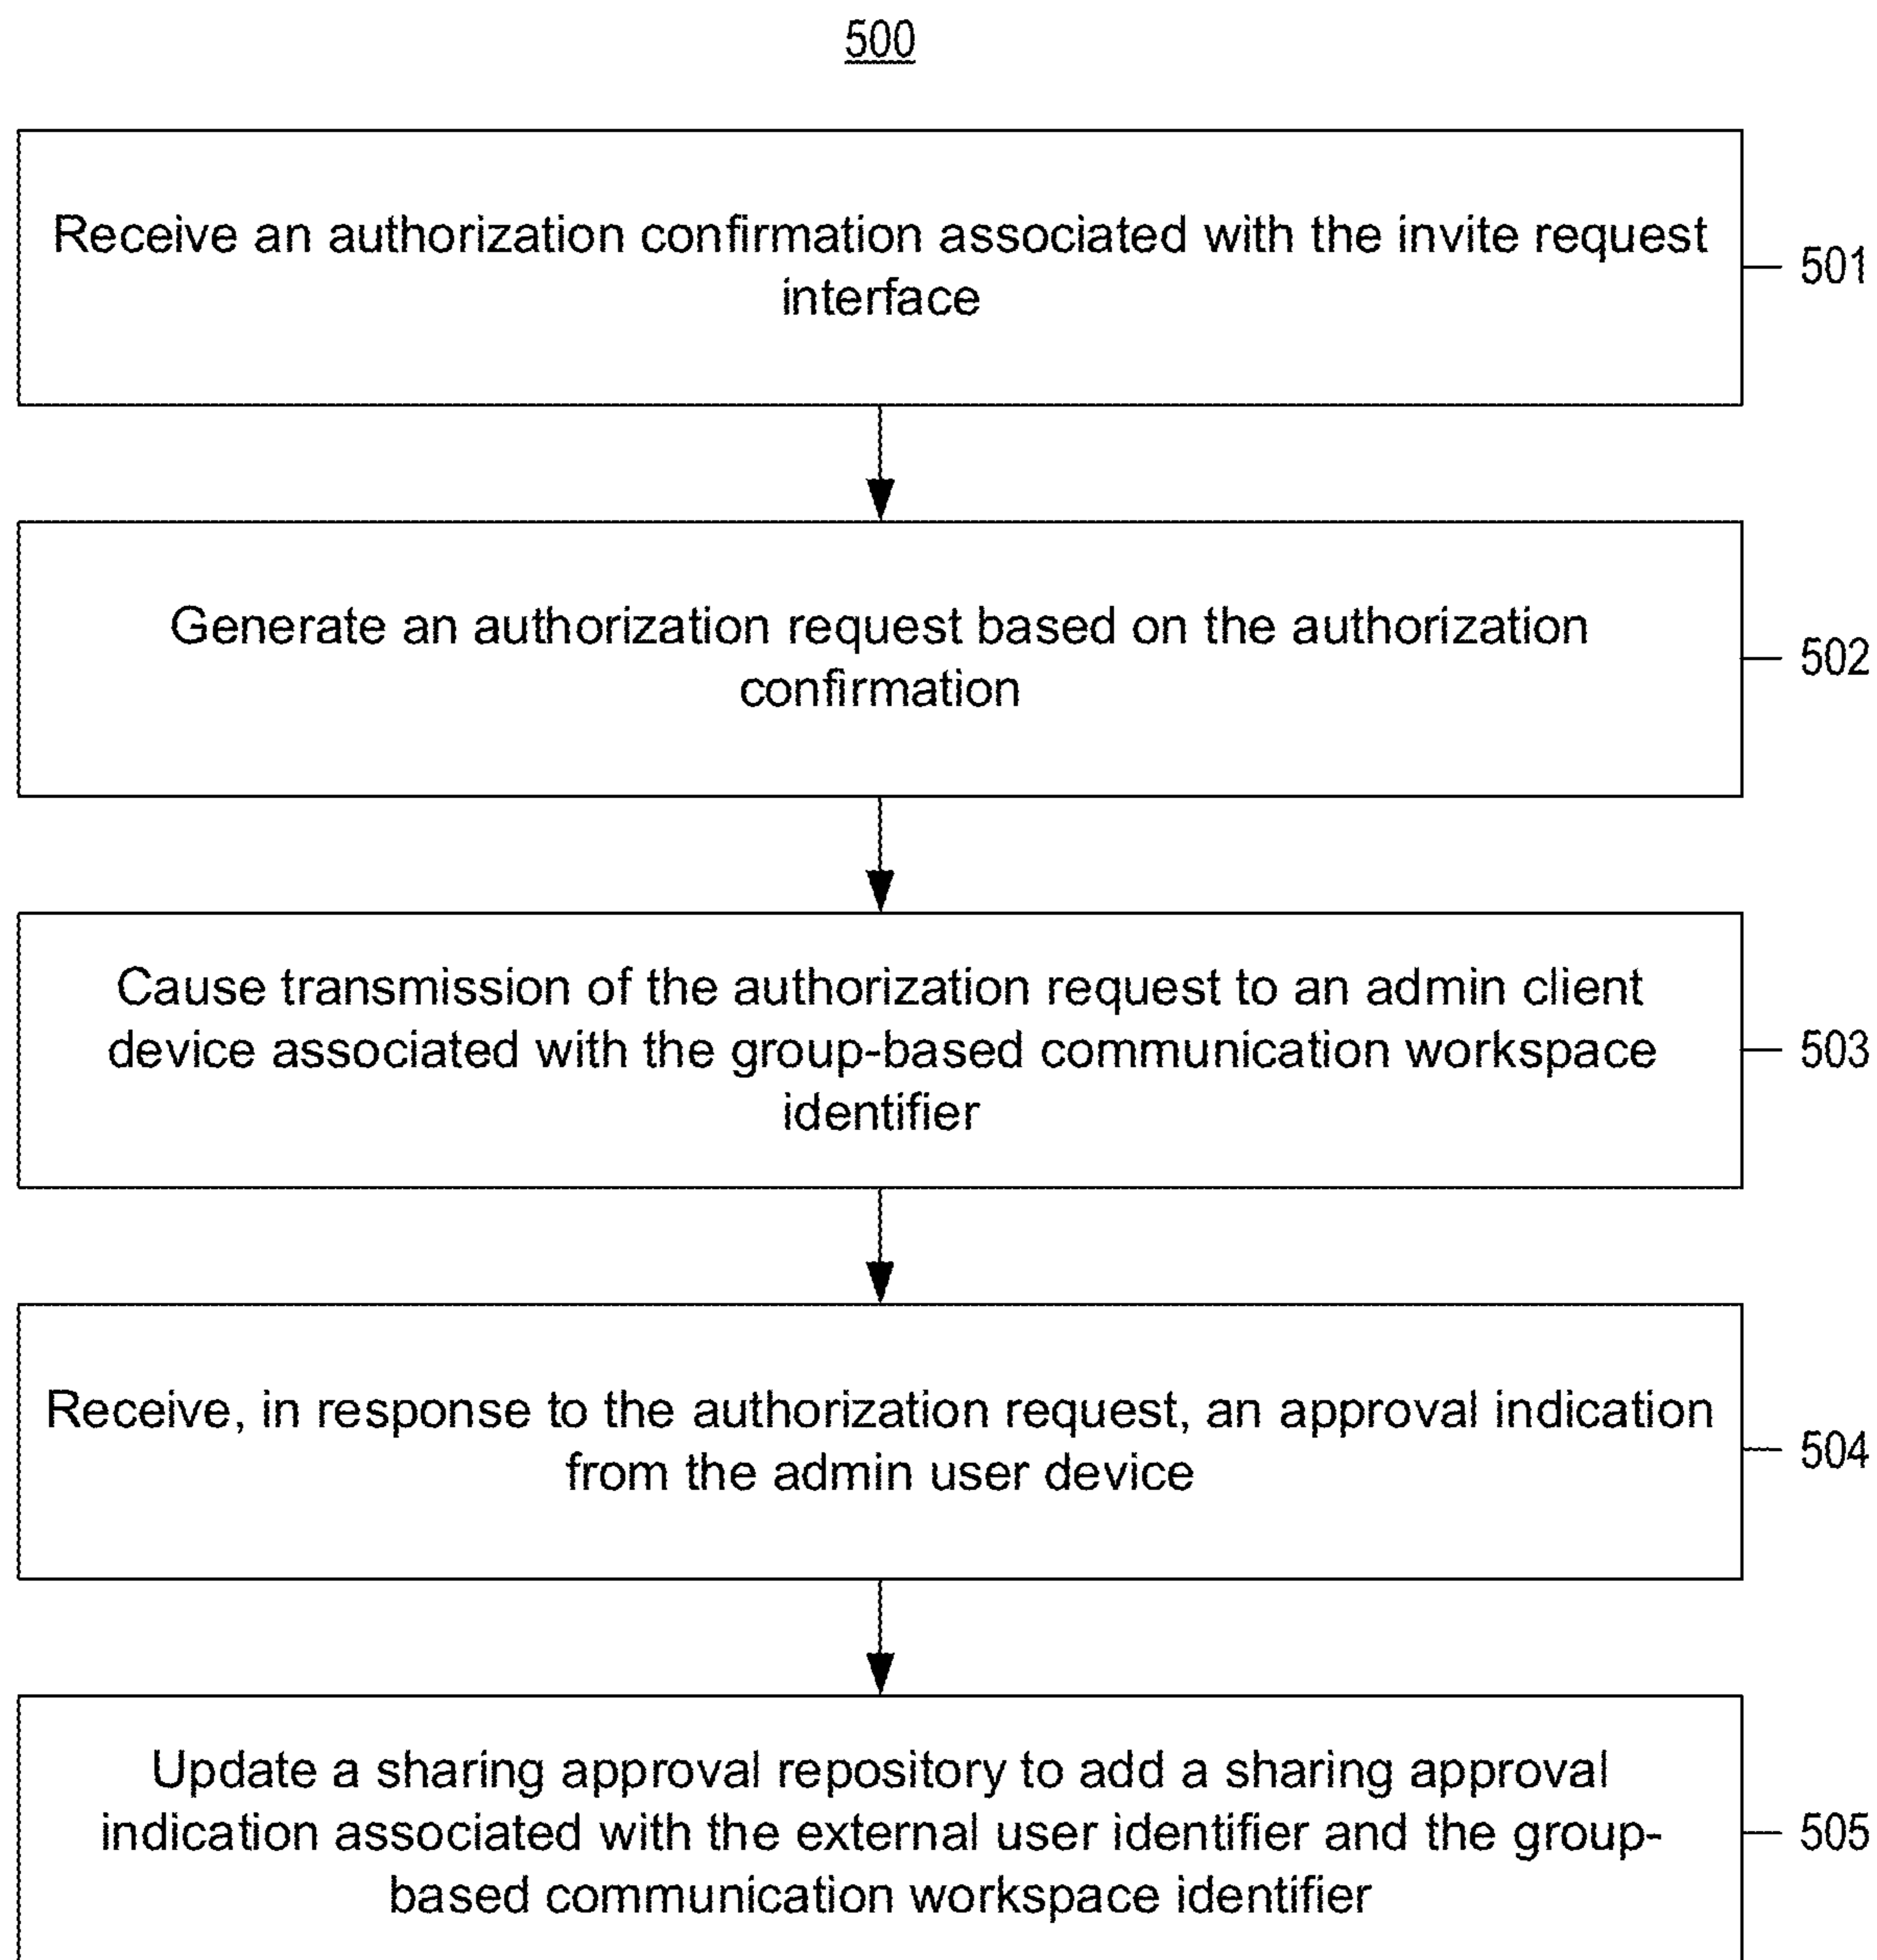 500
Receive an authorization confirmation associated with the invite request
interface
501
Generate an authorization request based on the authorization
confirmation
502
Cause transmission of the authorization request to an admin client
device associated with the group-based communication workspace
identifier
503
Receive, in response to the authorization request, an approval indication
from the admin user device
504
Update a sharing approval repository to add a sharing approval
indication associated with the external user identifier and the group-
based communication workspace identifier
505